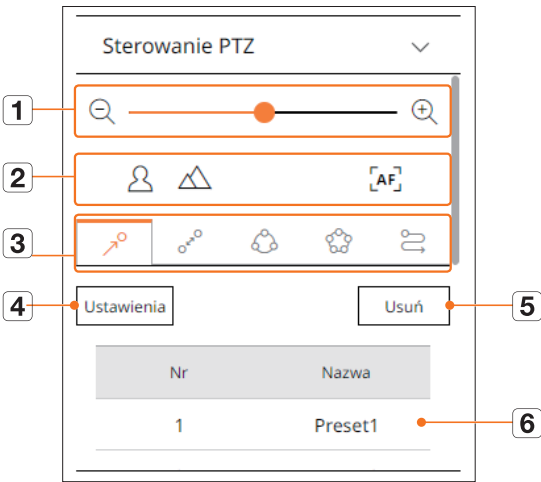 Sterowanie PTZ
1
2
AF
3
4 Ustawienia Usuń 5
Nr Nazwa
1 Preset1 6